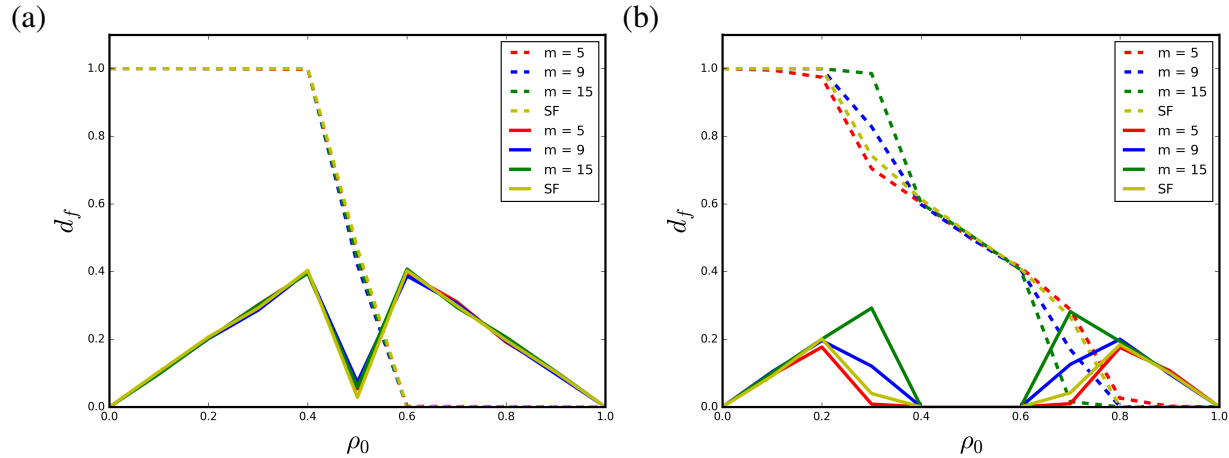 (a)
1.0
0.8
0.6
0.4
0.2
0.0
d_f
0.0 0.2 0.4 0.6 0.8 1.0
ρ_0
m = 5
m = 9
m = 15
SF
m = 5
m = 9
m = 15
SF
(b)
1.0
0.8
0.6
0.4
0.2
0.0
d_f
0.0 0.2 0.4 0.6 0.8 1.0
ρ_0
m = 5
m = 9
m = 15
SF
m = 5
m = 9
m = 15
SF